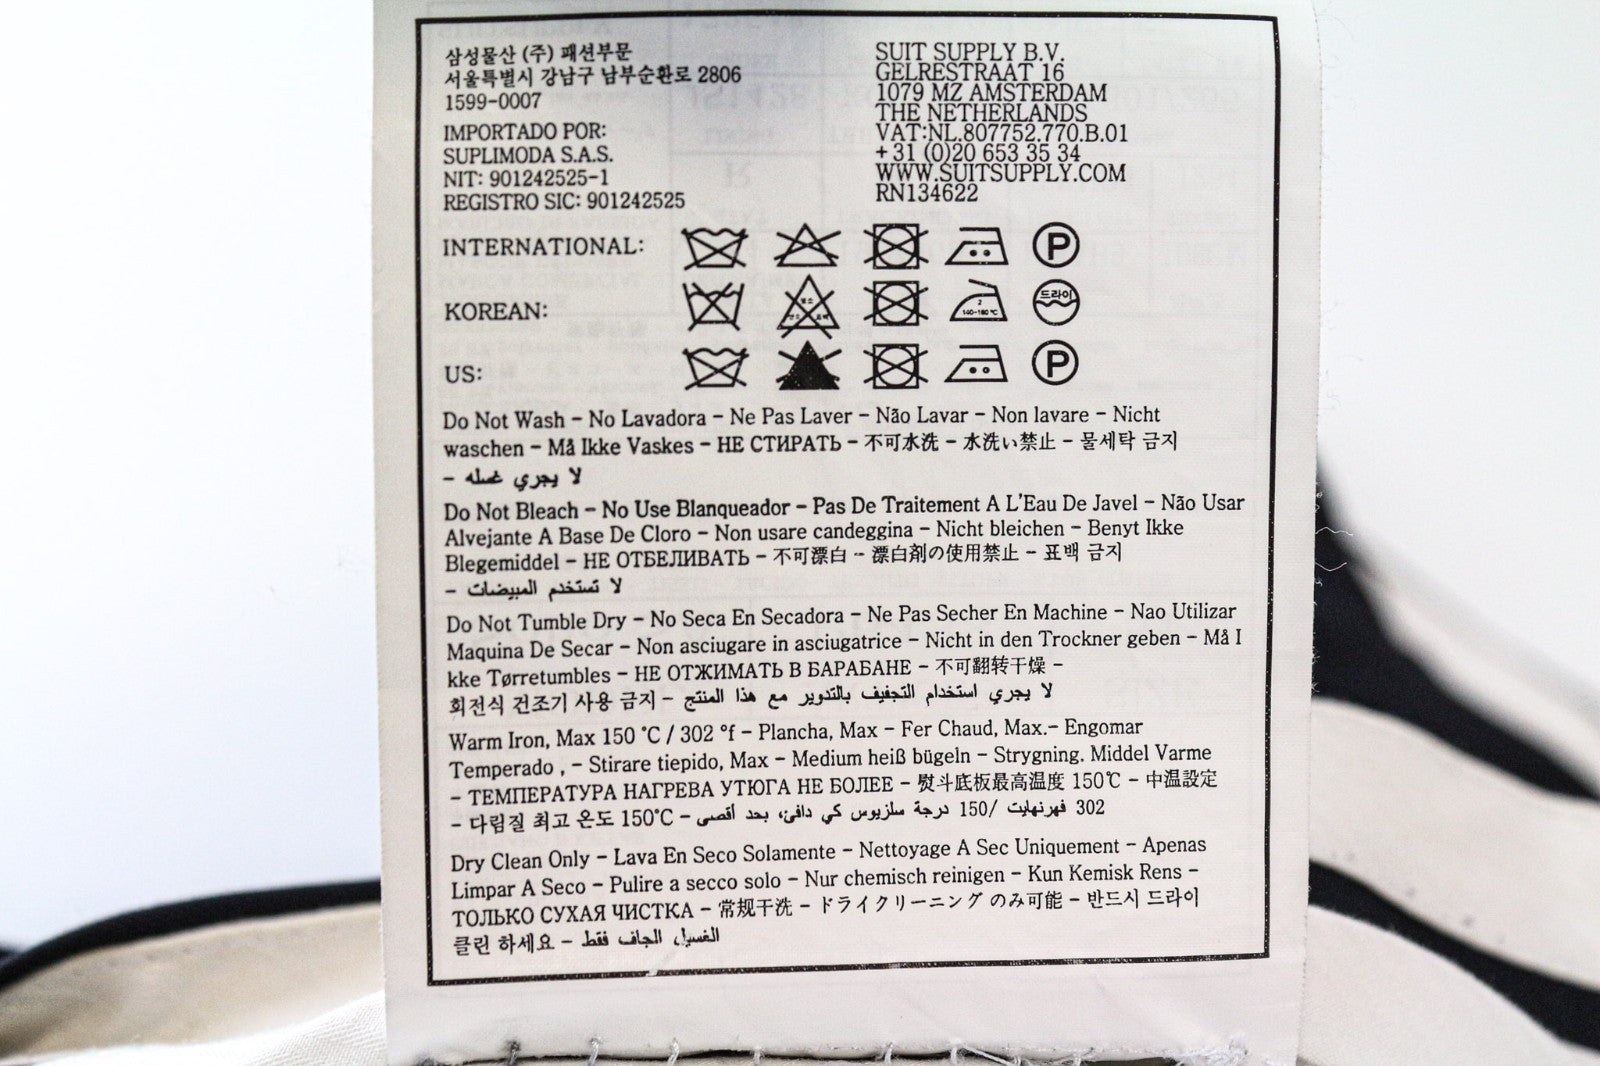 삼성물산 (주) 패션부문
서울특별시 강남구 남부순환로 2806
1599-0007
IMPORTADO POR:
SUPLIMODA S.A.S.
NIT: 901242525-1
REGISTRO SIC: 901242525
SUIT SUPPLY B.V.
GELRESTRAAT 16
1079 MZ AMSTERDAM
THE NETHERLANDS
VAT:NL.807752.770.B.01
+31 (0)20 653 35 34
WWW.SUITSUPPLY.COM
RN134622
INTERNATIONAL:
P
KOREAN:
2
140-160 °C
드라이
US:
P
Do Not Wash - No Lavadora - Ne Pas Laver - Não Lavar - Non lavare - Nicht
waschen - Må Ikke Vaskes - НЕ СТИРАТЬ - 不可水洗 - 水洗い禁止 - 물세탁 금지
- لا يجري غسله
Do Not Bleach - No Use Blanqueador - Pas De Traitement A L'Eau De Javel - Não Usar
Alvejante A Base De Cloro - Non usare candeggina - Nicht bleichen - Benyt Ikke
Blegemiddel - НЕ ОТБЕЛИВАТЬ - 不可漂白 - 漂白剤の使用禁止 - 표백 금지
- لا تستخدم المبيضات
Do Not Tumble Dry - No Seca En Secadora - Ne Pas Secher En Machine - Nao Utilizar
Maquina De Secar - Non asciugare in asciugatrice - Nicht in den Trockner geben - Må I
kke Tørretumbles - НЕ ОТЖИМАТЬ В БАРАБАНЕ - 不可翻转干燥 -
회전식 건조기 사용 금지 - لا يجري استخدام التجفيف بالتدوير مع هذا المنتج
Warm Iron, Max 150 °C / 302 °f - Plancha, Max - Fer Chaud, Max.- Engomar
Temperado , - Stirare tiepido, Max - Medium heiß bügeln - Strygning. Middel Varme
- ТЕМПЕРАТУРА НАГРЕВА УТЮГА НЕ БОЛЕЕ - 熨斗底板最高温度 150℃ - 中温設定
- 다림질 최고 온도 150°C - 302 فهرنهايت /150 درجة سلزيوس كي دافئ، بحد أقصى
Dry Clean Only - Lava En Seco Solamente - Nettoyage A Sec Uniquement - Apenas
Limpar A Seco - Pulire a secco solo - Nur chemisch reinigen - Kun Kemisk Rens -
ТОЛЬКО СУХАЯ ЧИСТКА - 常规干洗 - ドライクリーニング のみ可能 - 반드시 드라이
클린 하세요 - الغسيل الجاف فقط